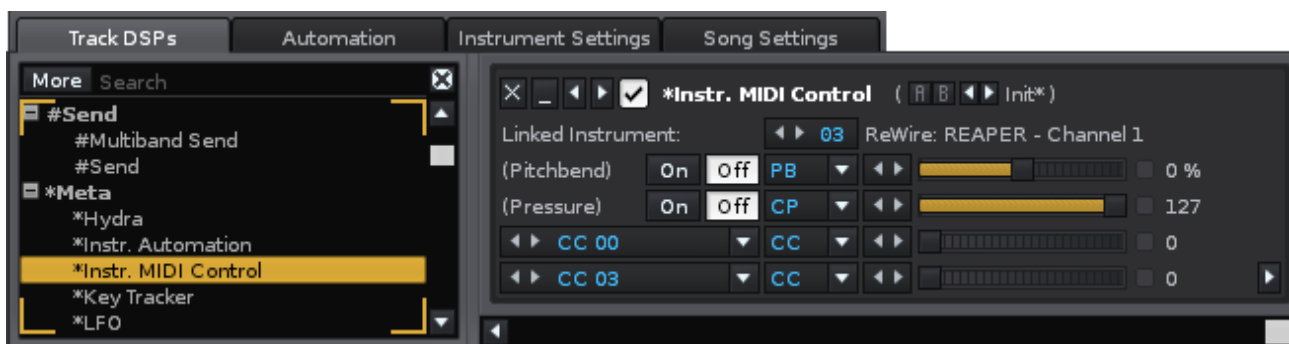 Track DSPs Automation Instrument Settings Song Settings
More Search
#Send
#Multiband Send
#Send
*Meta
*Hydra
*Instr. Automation
*Instr. MIDI Control
*Key Tracker
*LFO
*Instr. MIDI Control ( A B Init* )
Linked Instrument: 03 ReWire: REAPER - Channel 1
(Pitchbend) On Off PB 0 %
(Pressure) On Off CP 127
CC 00 CC 0
CC 03 CC 0